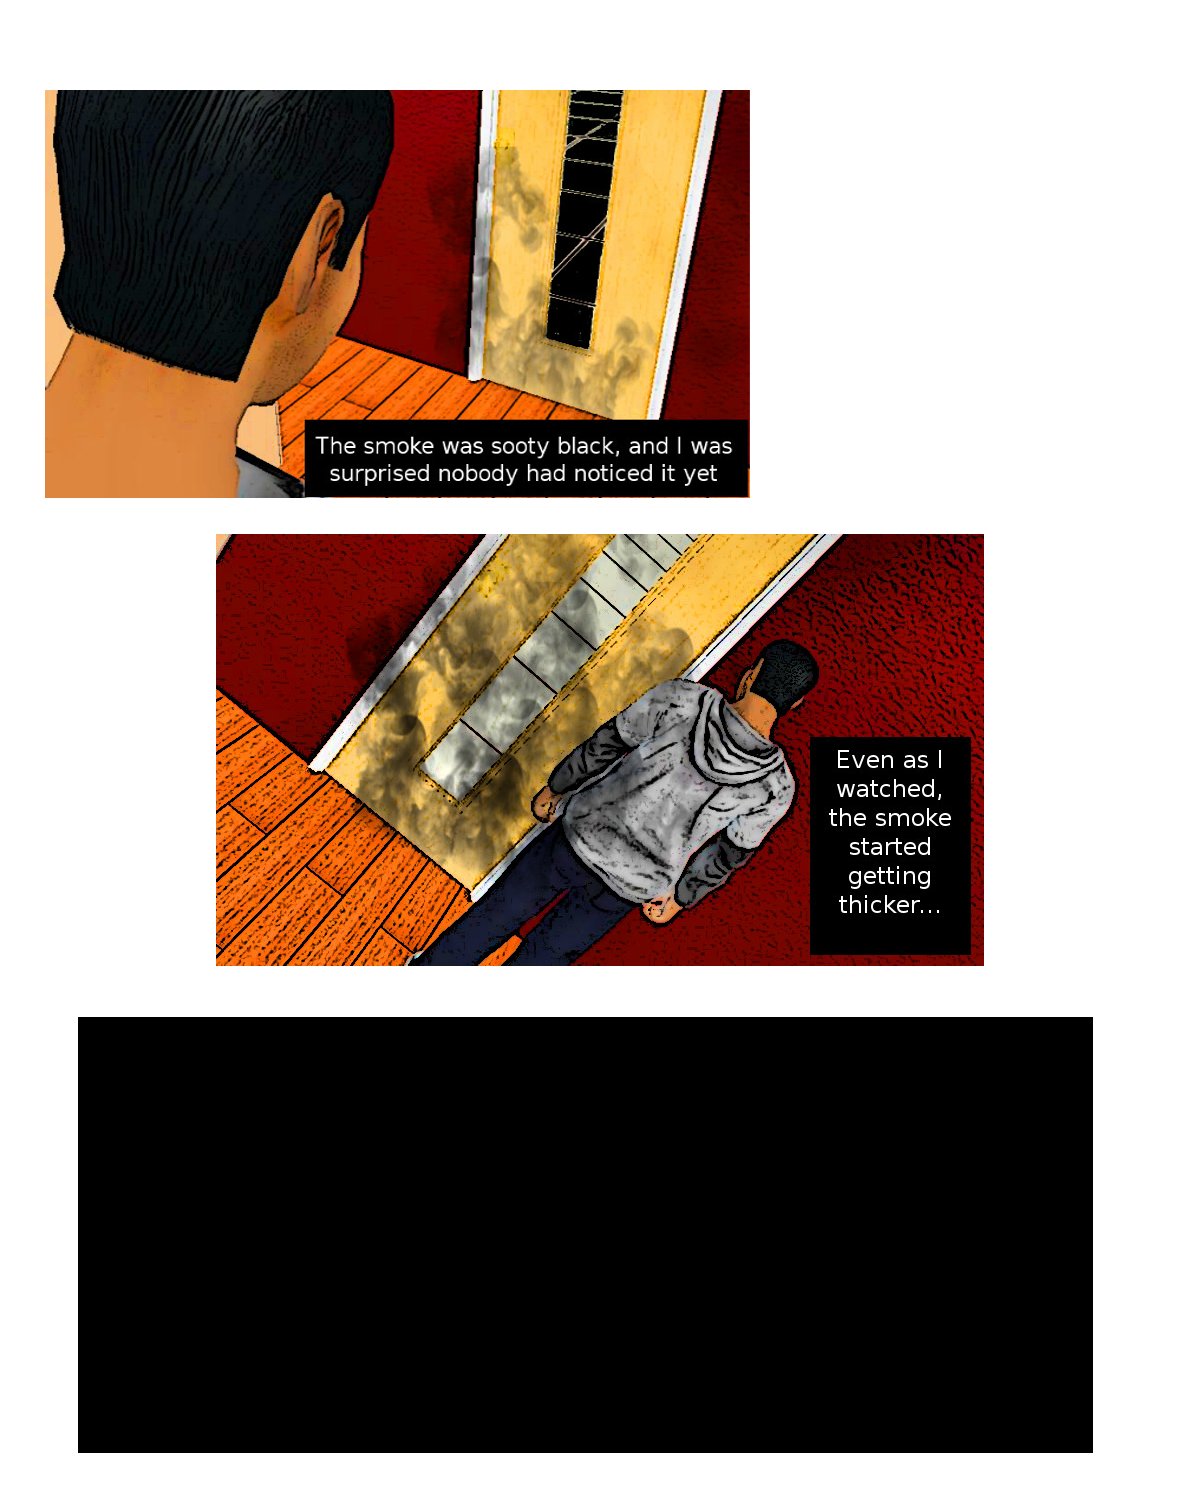 The smoke was sooty black, and I was
surprised nobody had noticed it yet
Even as I
watched,
the smoke
started
getting
thicker...